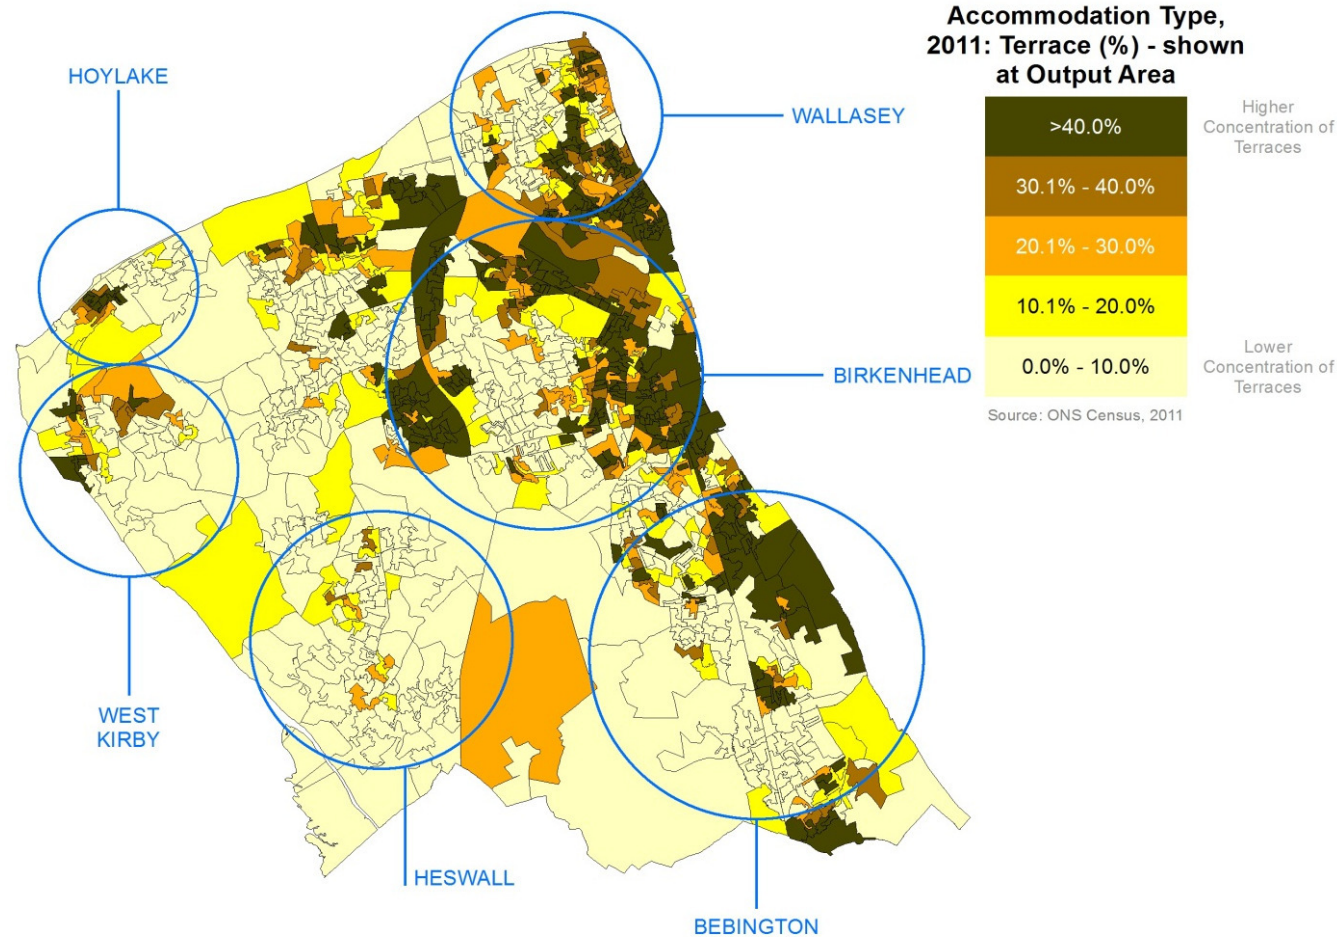 Accommodation Type,
2011: Terrace (%) - shown
at Output Area
>40.0%
30.1% - 40.0%
20.1% - 30.0%
10.1% - 20.0%
0.0% - 10.0%
Higher
Concentration of
Terraces
Lower
Concentration of
Terraces
Source: ONS Census, 2011
HOYLAKE
WALLASEY
BIRKENHEAD
WEST
KIRBY
HESWALL
BEBINGTON